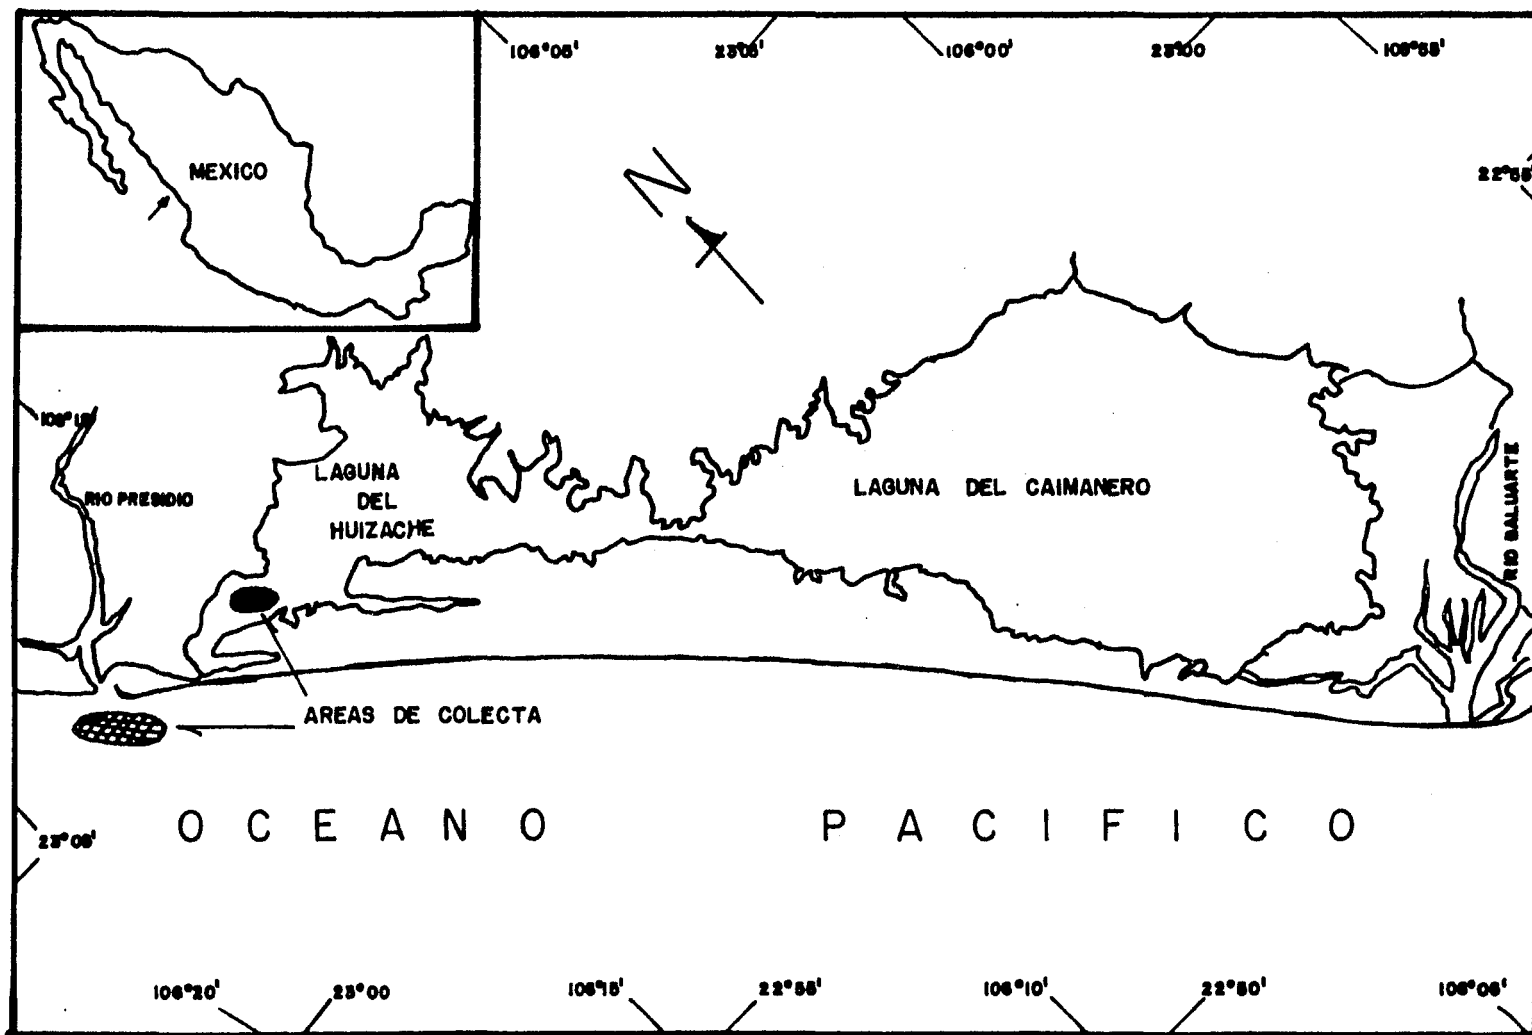 106°05'
23°05'
106°00'
23°00
105°55'
MEXICO
N
22°55'
106°15'
LAGUNA
DEL
HUIZACHE
RIO PRESIDIO
LAGUNA DEL CAIMANERO
RIO BALUARTE
AREAS DE COLECTA
OCEANO PACIFICO
23°05'
106°20'
23°00
106°15'
22°55'
106°10'
22°50'
106°05'